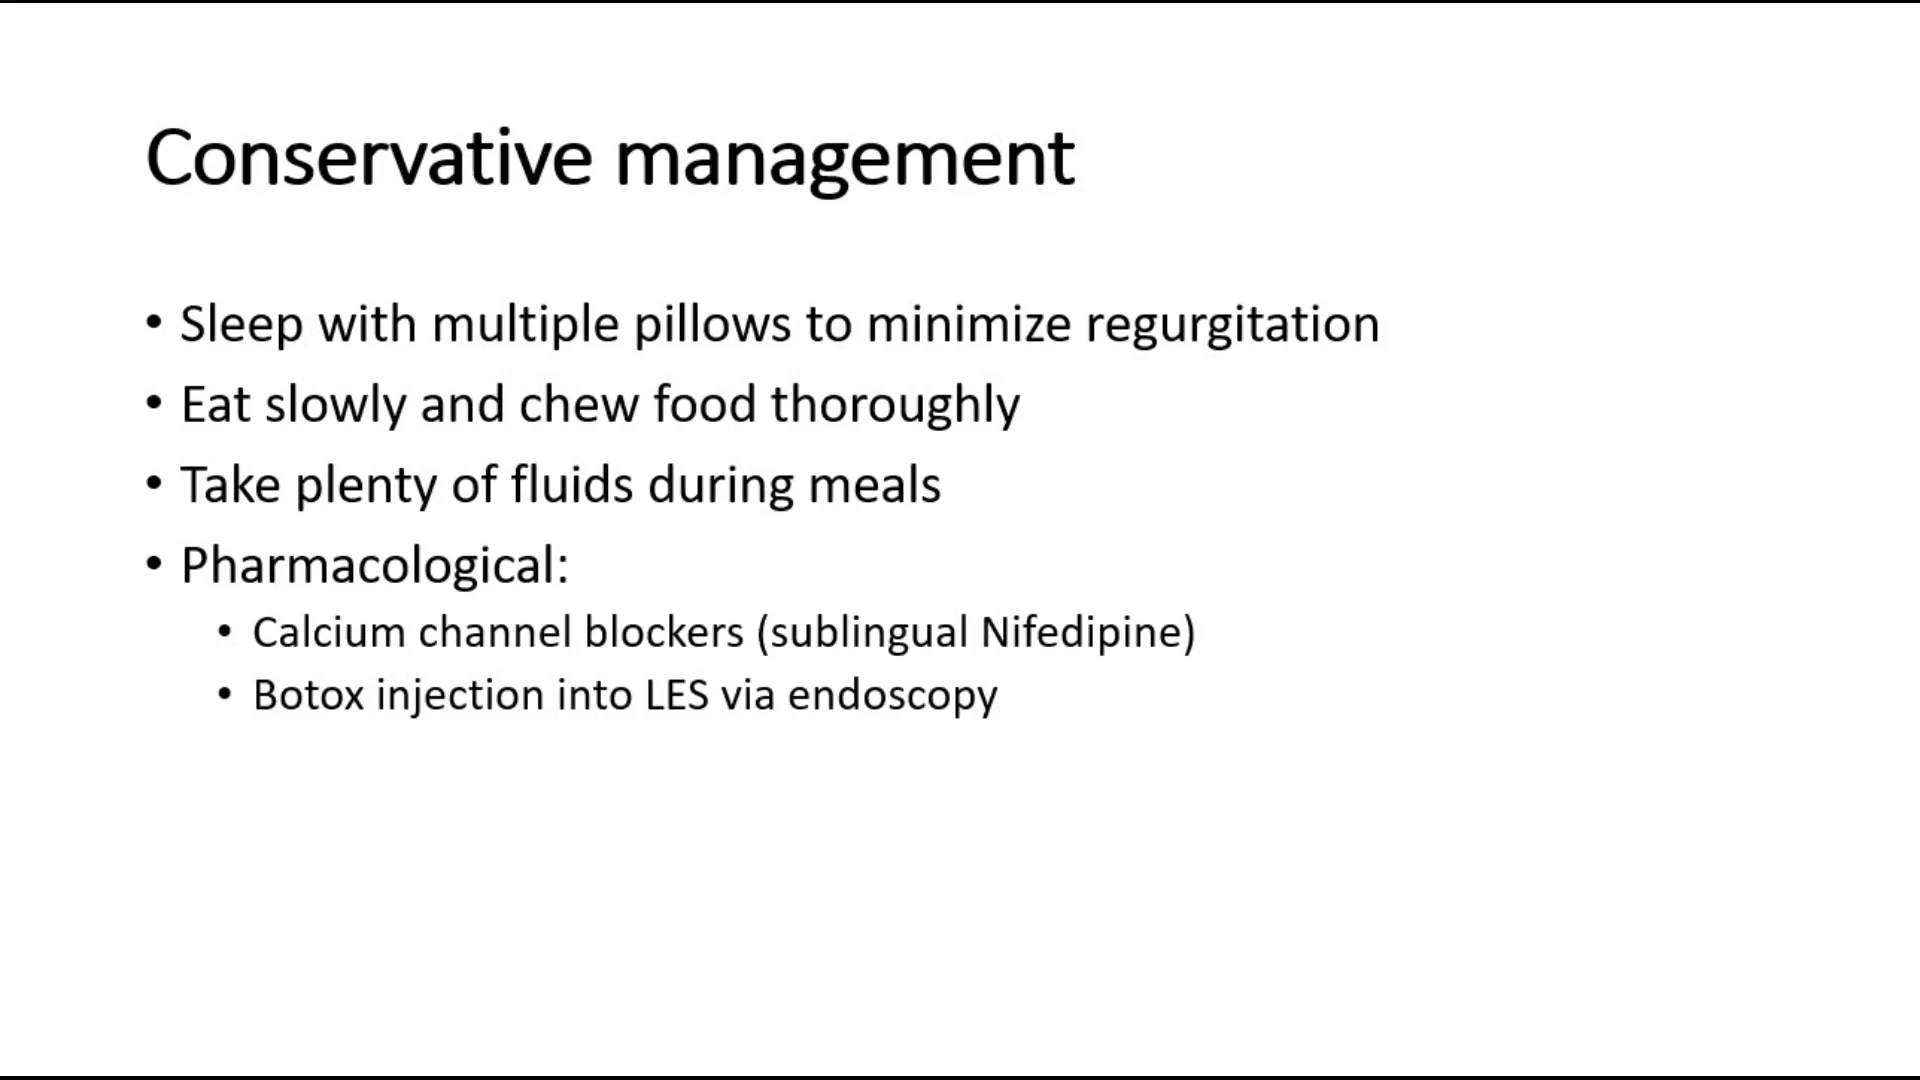 Conservative management
• Sleep with multiple pillows to minimize regurgitation
• Eat slowly and chew food thoroughly
• Take plenty of fluids during meals
• Pharmacological:
• Calcium channel blockers (sublingual Nifedipine)
• Botox injection into LES via endoscopy